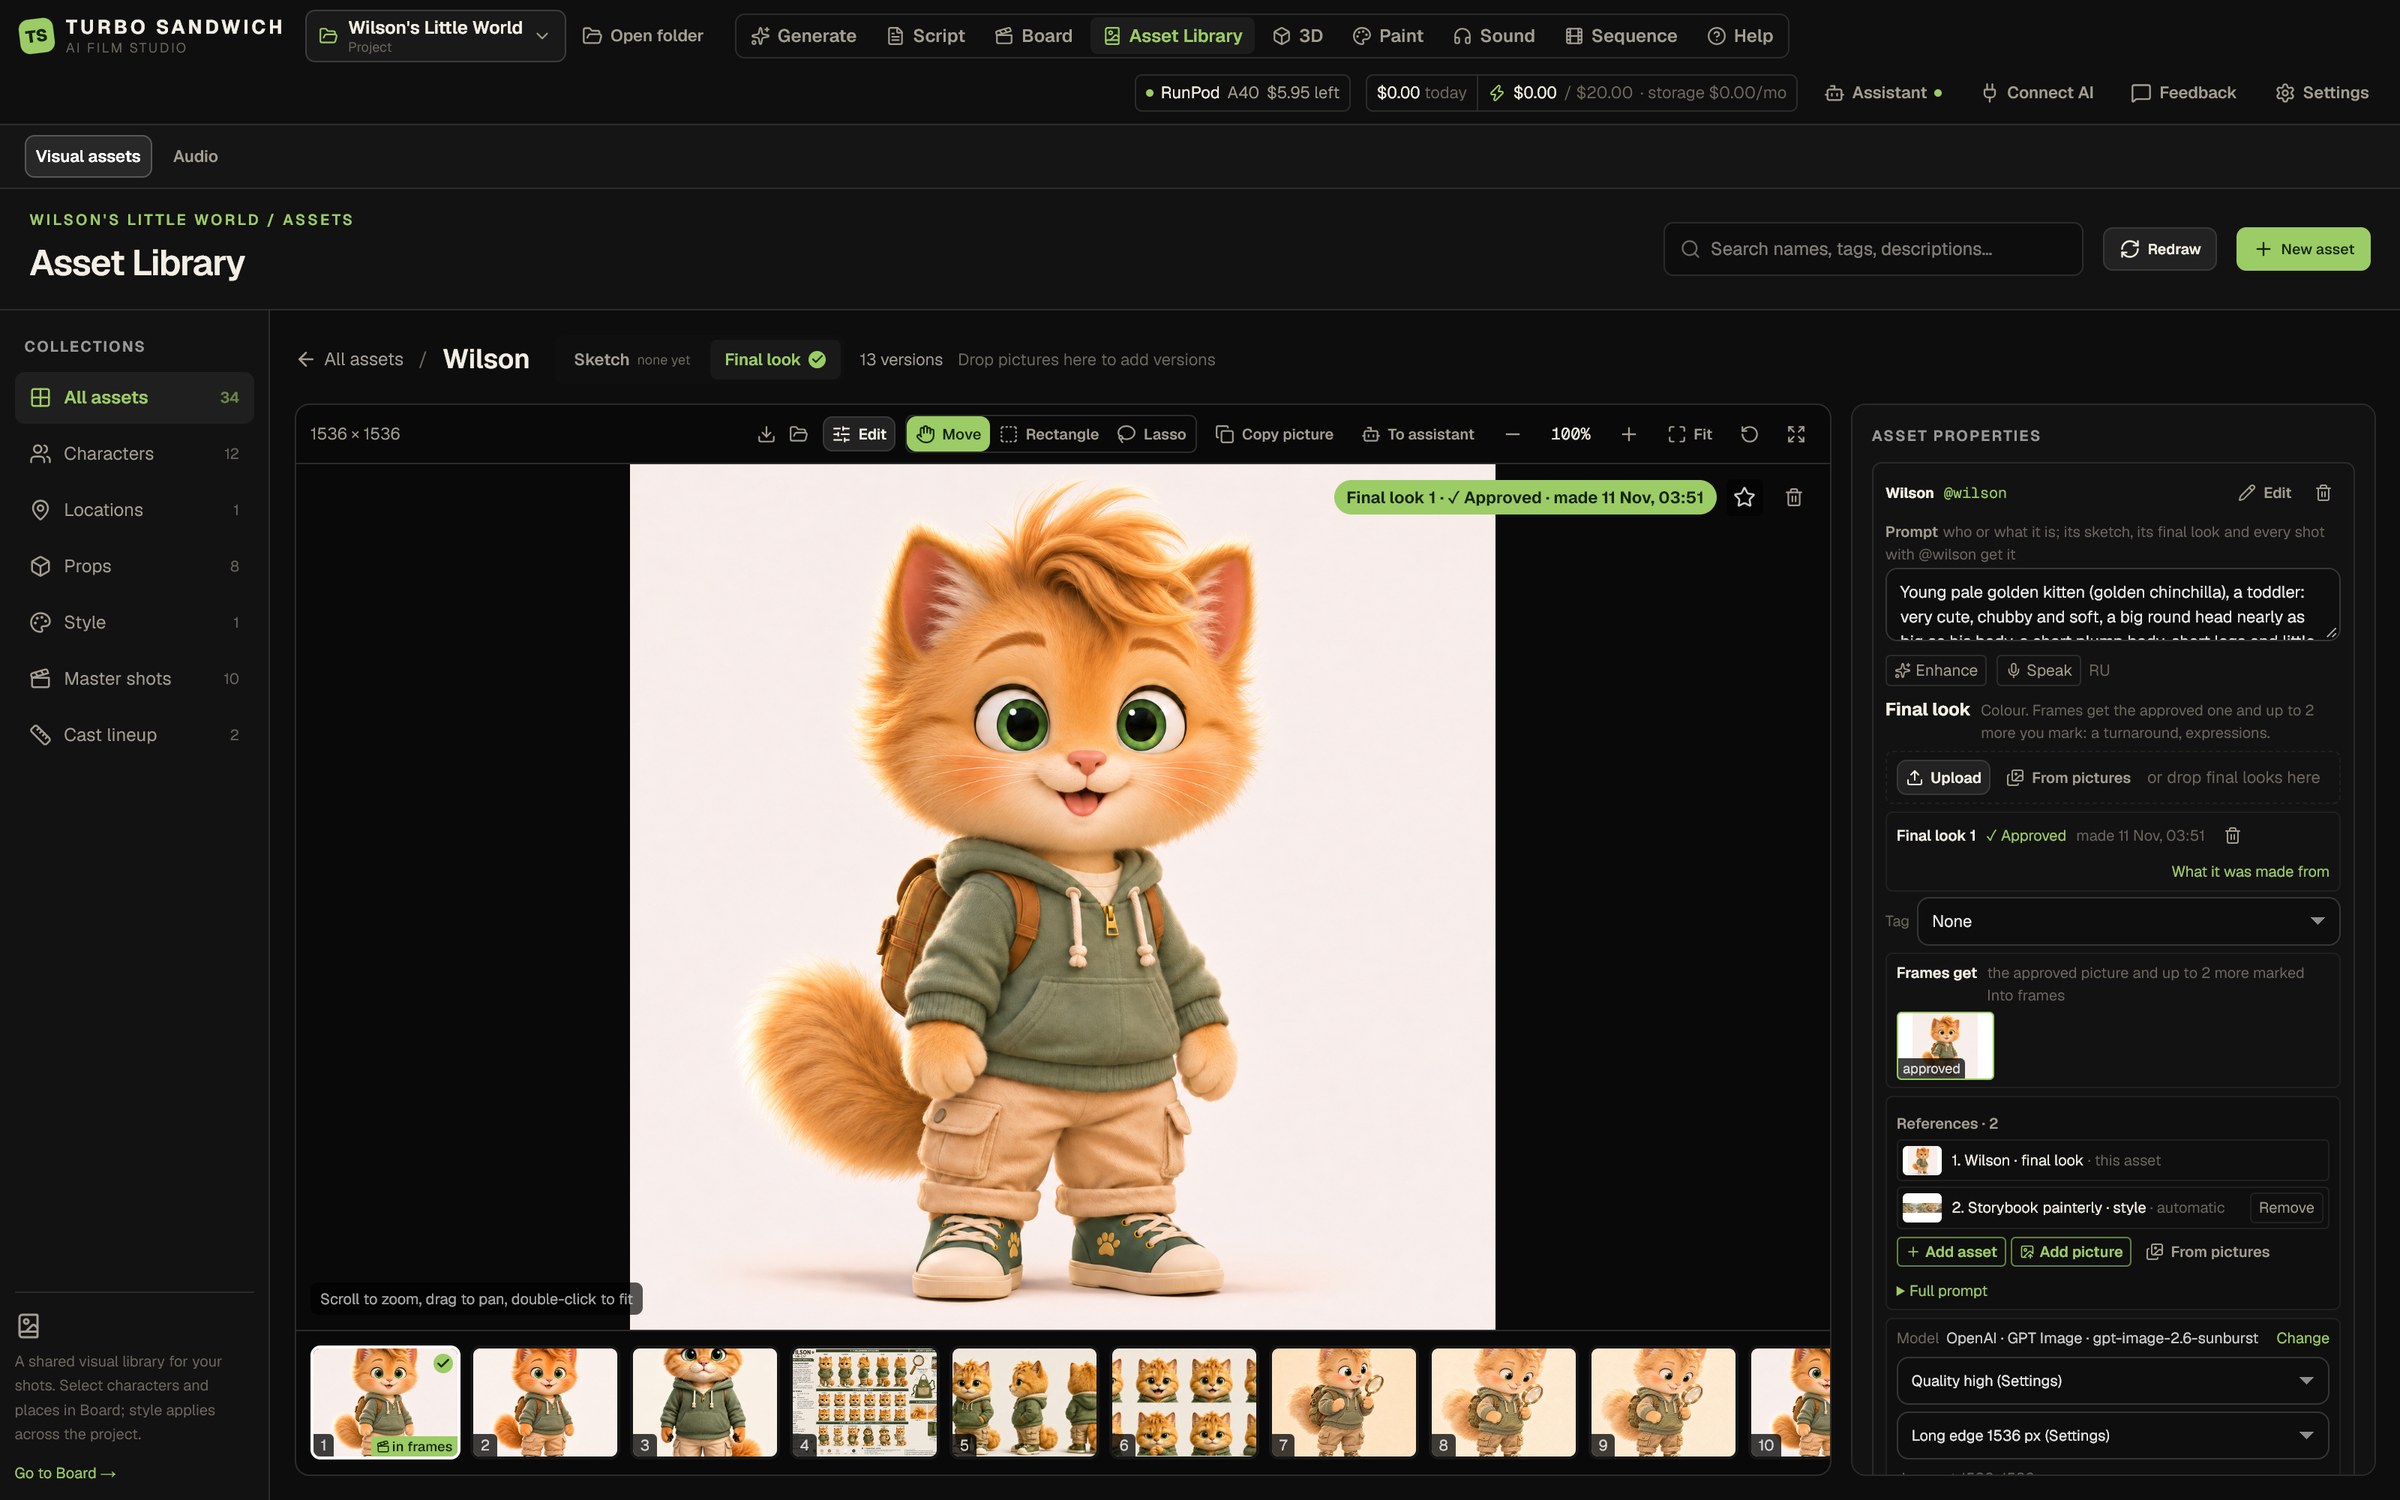 TS
TURBO SANDWICH
AI FILM STUDIO
Wilson's Little World
Project
Open folder
Generate
Script
Board
Asset Library
3D
Paint
Sound
Sequence
Help
RunPod A40 $5.95 left
$0.00 today
$0.00 / $20.00 · storage $0.00/mo
Assistant
Connect AI
Feedback
Settings
Visual assets
Audio
WILSON'S LITTLE WORLD / ASSETS
Asset Library
Search names, tags, descriptions...
Redraw
New asset
COLLECTIONS
All assets 34
Characters 12
Locations 1
Props 8
Style 1
Master shots 10
Cast lineup 2
A shared visual library for your
shots. Select characters and
places in Board; style applies
across the project.
Go to Board →
All assets / Wilson
Sketch none yet
Final look
13 versions
Drop pictures here to add versions
1536 × 1536
Edit
Move
Rectangle
Lasso
Copy picture
To assistant
100%
Fit
Final look 1 · ✓ Approved · made 11 Nov, 03:51
Scroll to zoom, drag to pan, double-click to fit
1
in frames
2
3
4
5
6
7
8
9
10
ASSET PROPERTIES
Wilson @wilson
Edit
Prompt who or what it is; its sketch, its final look and every shot
with @wilson get it
Young pale golden kitten (golden chinchilla), a toddler:
very cute, chubby and soft, a big round head nearly as
big as his body, a short plump body, short legs and little
Enhance
Speak
RU
Final look Colour. Frames get the approved one and up to 2
more you mark: a turnaround, expressions.
Upload
From pictures
or drop final looks here
Final look 1 ✓ Approved made 11 Nov, 03:51
What it was made from
Tag
None
Frames get the approved picture and up to 2 more marked
Into frames
approved
References · 2
1. Wilson · final look · this asset
2. Storybook painterly · style · automatic
Remove
+ Add asset
Add picture
From pictures
Full prompt
Model OpenAI · GPT Image · gpt-image-2.6-sunburst
Change
Quality high (Settings)
Long edge 1536 px (Settings)